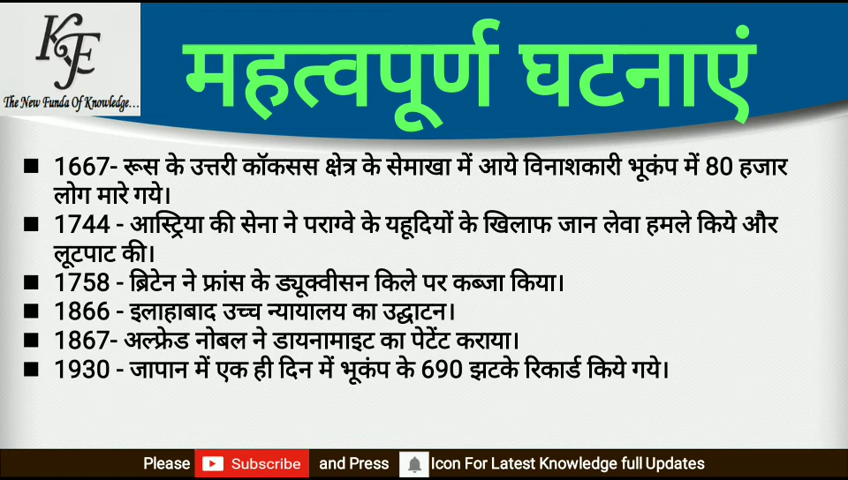 KFE
The New Funda Of Knowledge...
महत्वपूर्ण घटनाएं
■ 1667- रूस के उत्तरी कॉकसस क्षेत्र के सेमाखा में आये विनाशकारी भूकंप में 80 हजार
लोग मारे गये।
■ 1744 - आस्ट्रिया की सेना ने पराग्वे के यहूदियों के खिलाफ जान लेवा हमले किये और
लूटपाट की।
■ 1758 - ब्रिटेन ने फ्रांस के ड्यूक्वीसन किले पर कब्जा किया।
■ 1866 - इलाहाबाद उच्च न्यायालय का उद्घाटन।
■ 1867- अल्फ्रेड नोबल ने डायनामाइट का पेटेंट कराया।
■ 1930 - जापान में एक ही दिन में भूकंप के 690 झटके रिकार्ड किये गये।
Please Subscribe and Press Icon For Latest Knowledge full Updates